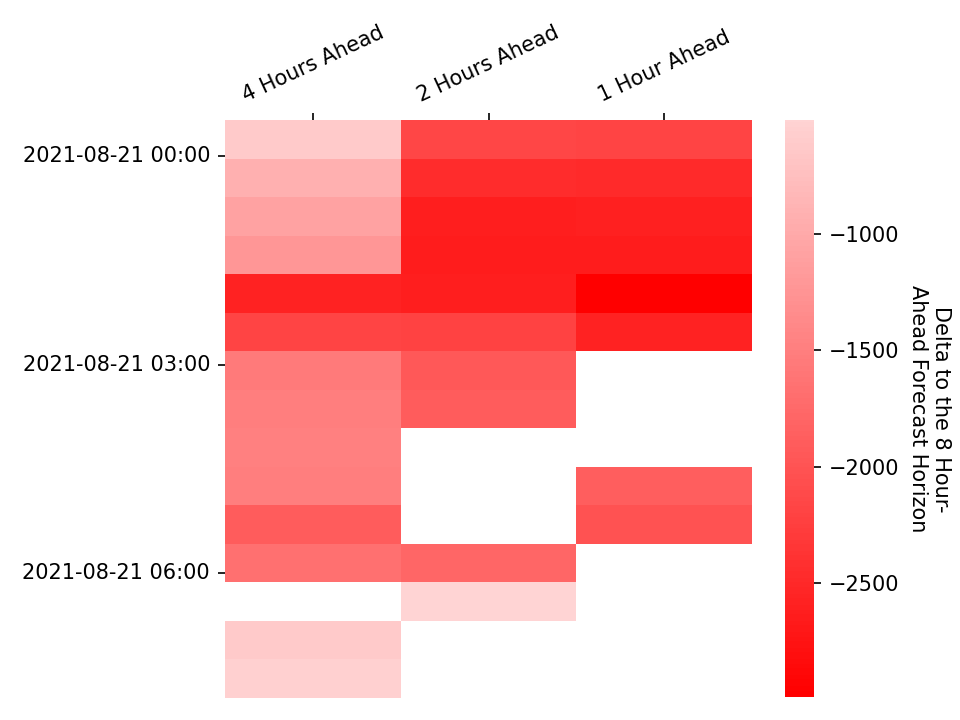 4 Hours Ahead
2 Hours Ahead
1 Hour Ahead
2021-08-21 00:00
2021-08-21 03:00
2021-08-21 06:00
−1000
−1500
−2000
−2500
Delta to the 8 Hour-
Ahead Forecast Horizon